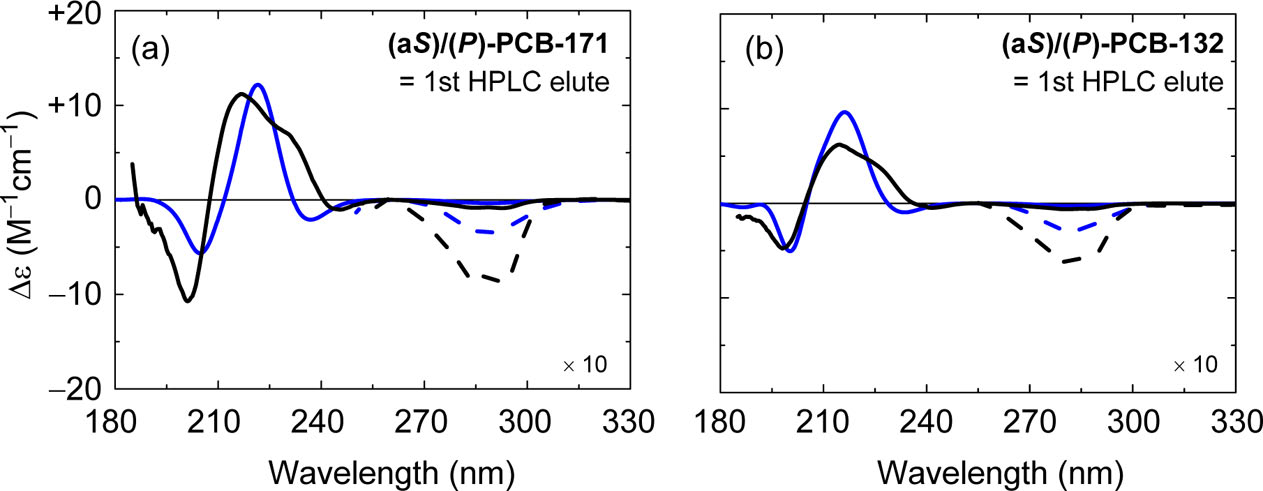 (a)
(aS)/(P)-PCB-171
= 1st HPLC elute
+20
+10
0
−10
−20
Δε (M⁻¹cm⁻¹)
× 10
180 210 240 270 300 330
Wavelength (nm)
(b)
(aS)/(P)-PCB-132
= 1st HPLC elute
× 10
180 210 240 270 300 330
Wavelength (nm)